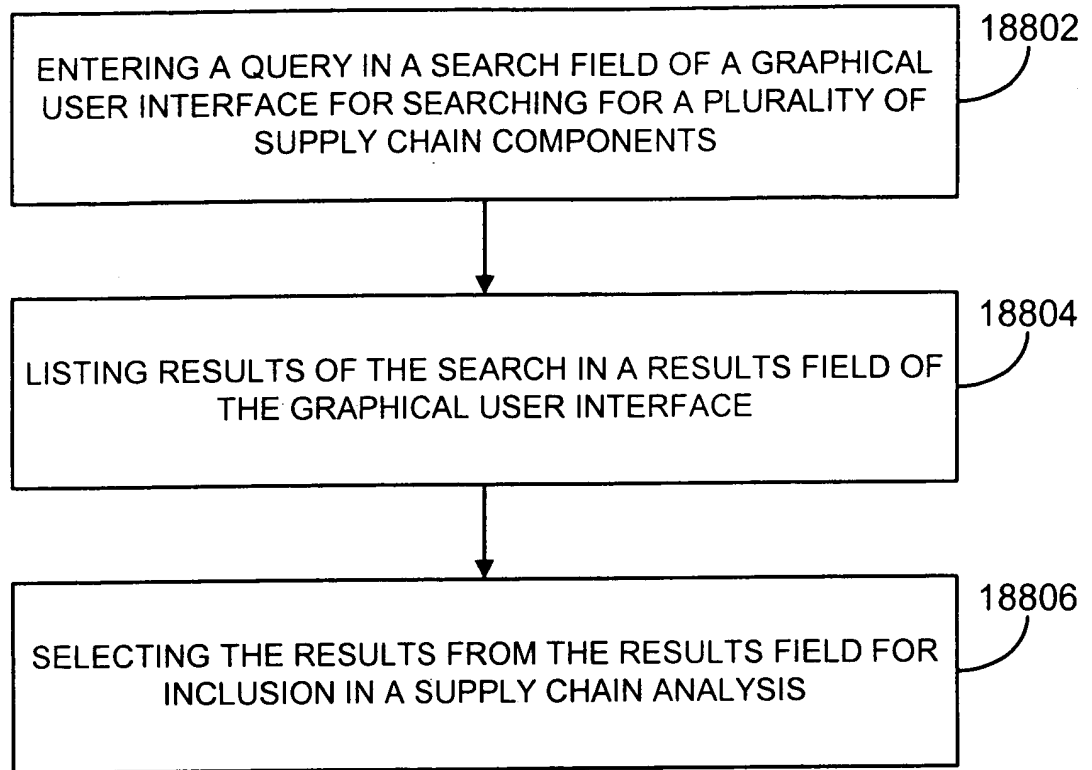 18802
ENTERING A QUERY IN A SEARCH FIELD OF A GRAPHICAL
USER INTERFACE FOR SEARCHING FOR A PLURALITY OF
SUPPLY CHAIN COMPONENTS
18804
LISTING RESULTS OF THE SEARCH IN A RESULTS FIELD OF
THE GRAPHICAL USER INTERFACE
18806
SELECTING THE RESULTS FROM THE RESULTS FIELD FOR
INCLUSION IN A SUPPLY CHAIN ANALYSIS